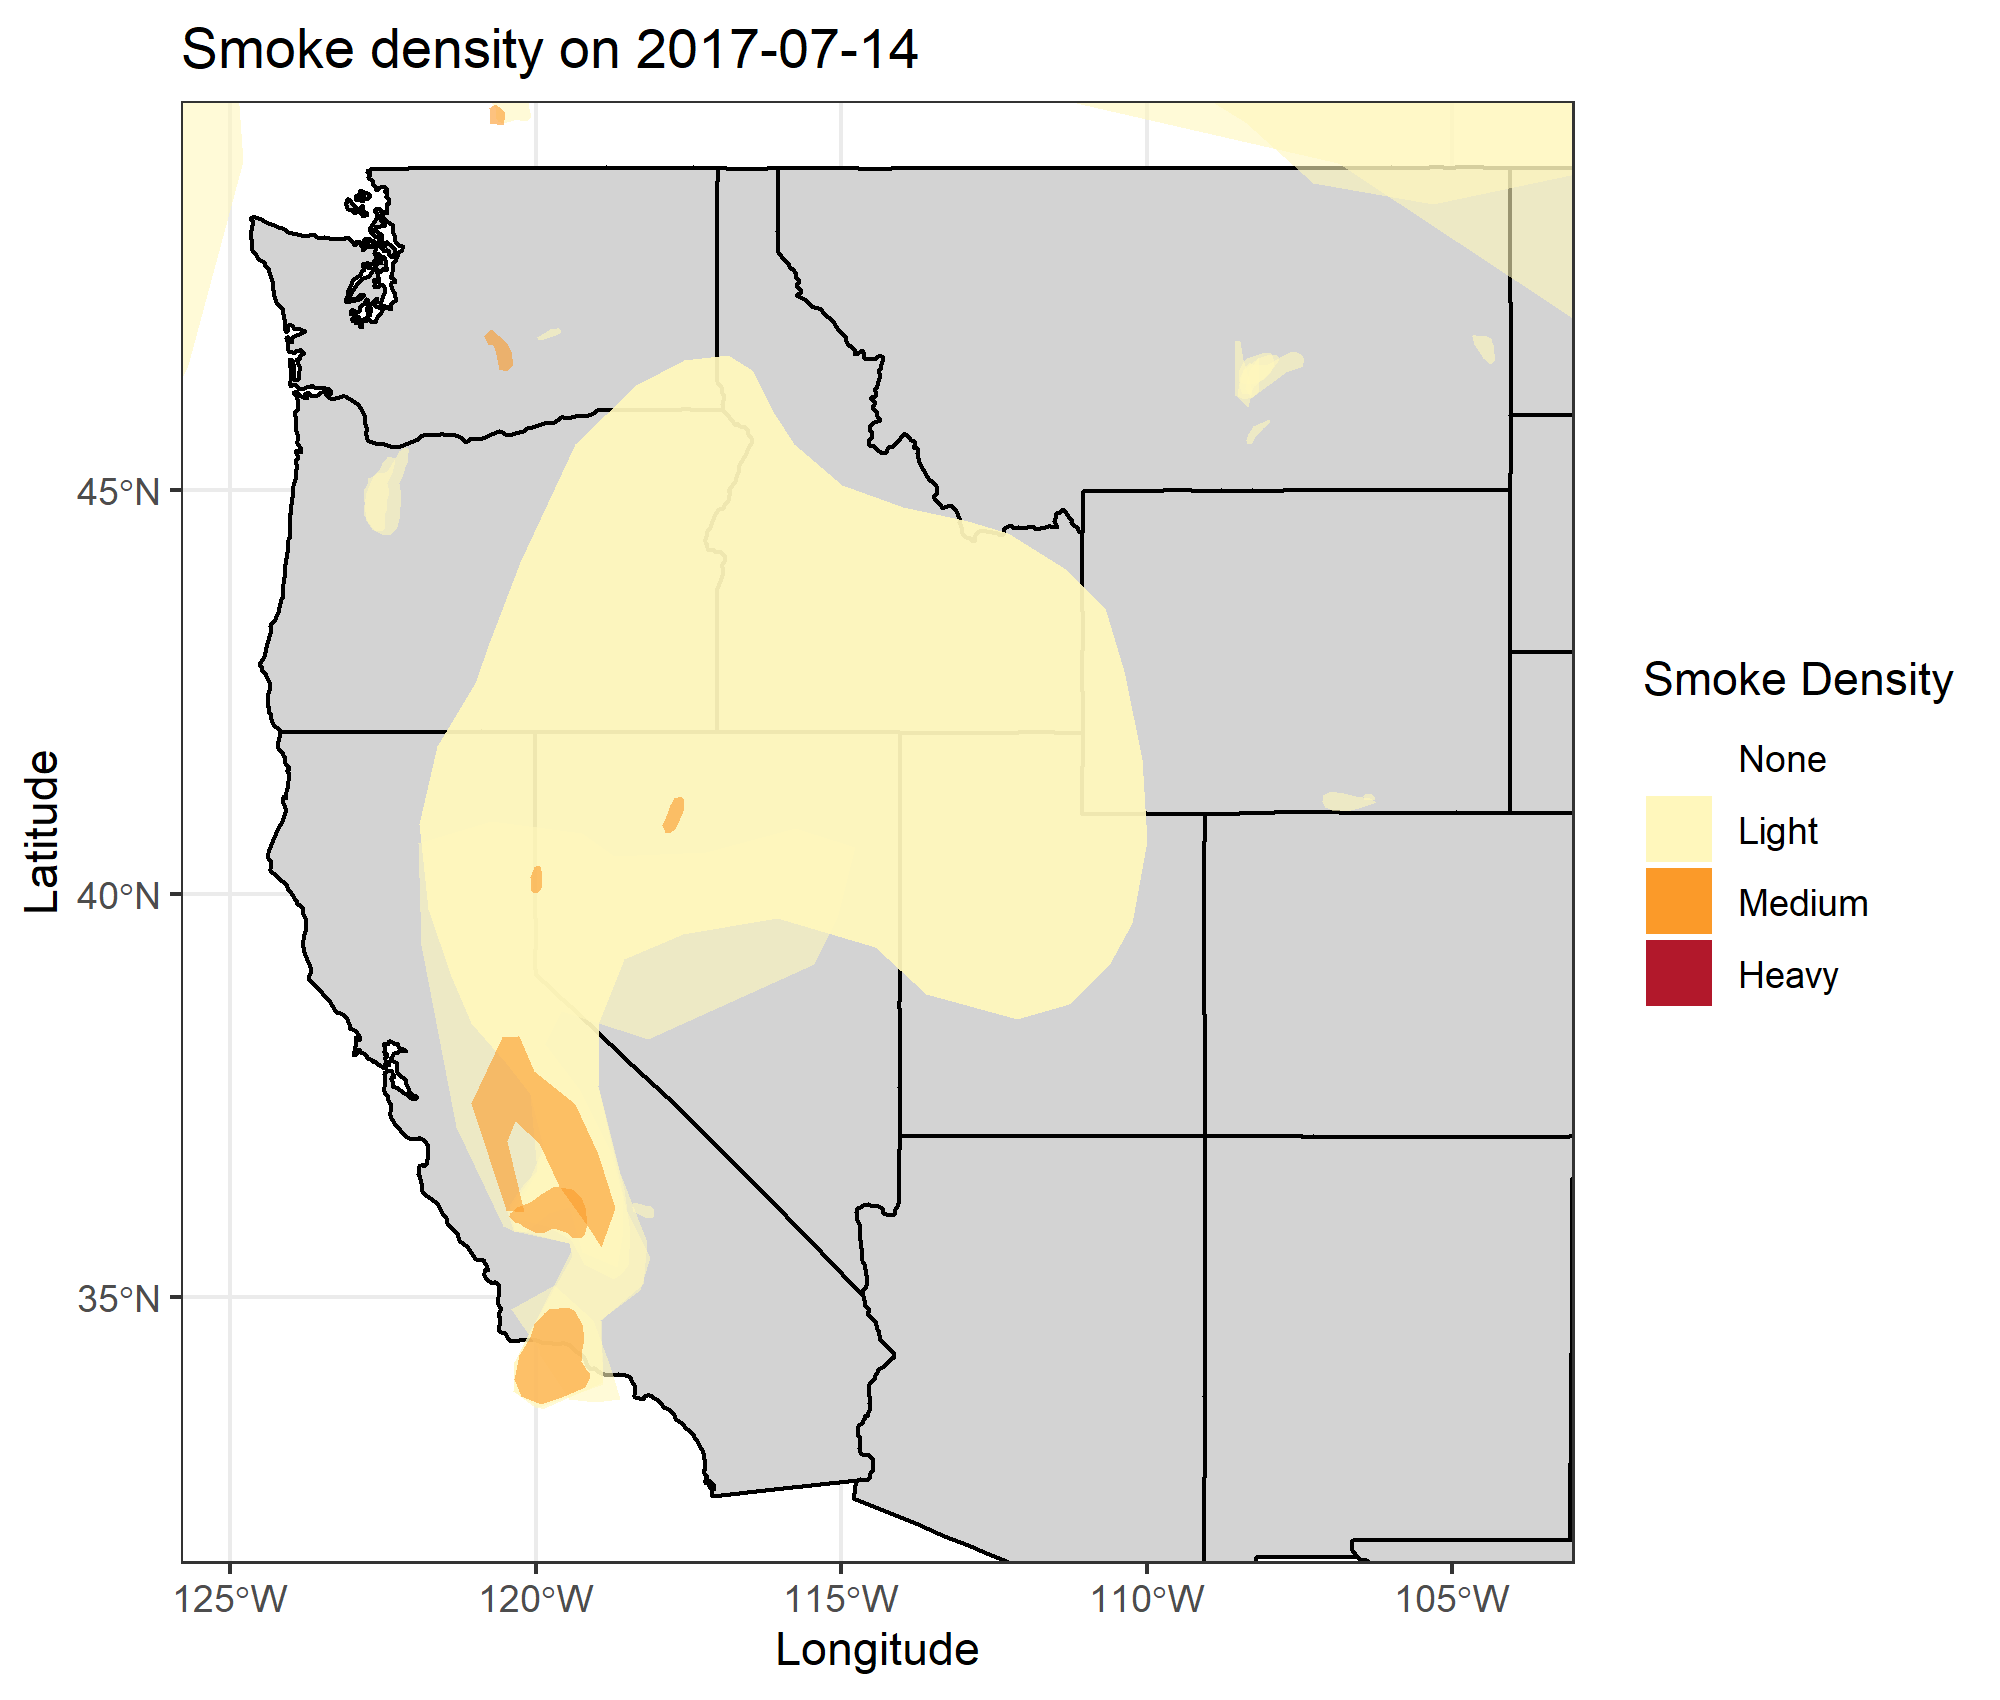 Smoke density on 2017-07-14
45°N
40°N
35°N
125°W
120°W
115°W
110°W
105°W
Longitude
Latitude
Smoke Density
None
Light
Medium
Heavy